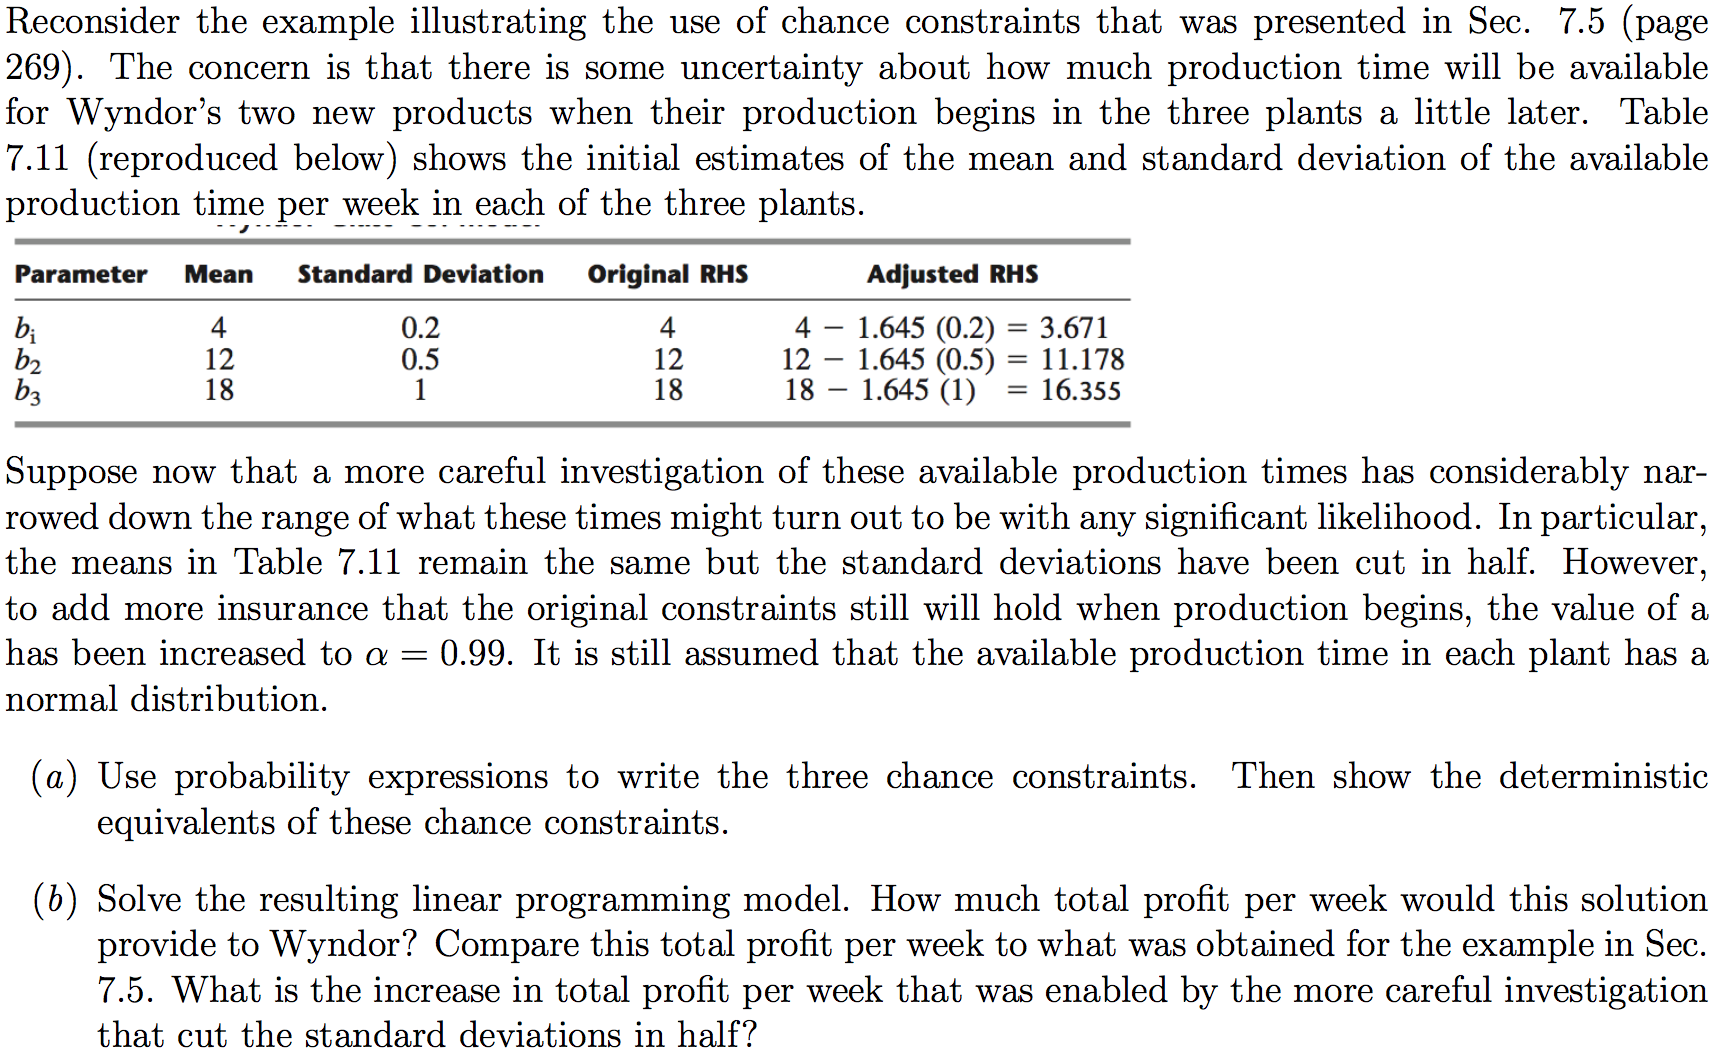 Reconsider the example illustrating the use of chance constraints that was presented in Sec. 7.5 (page
269). The concern is that there is some uncertainty about how much production time will be available
for Wyndor's two new products when their production begins in the three plants a little later. Table
7.11 (reproduced below) shows the initial estimates of the mean and standard deviation of the available
production time per week in each of the three plants.
Parameter Mean Standard Deviation Original RHS Adjusted RHS
bᵢ 4 0.2 4 4 − 1.645 (0.2) = 3.671
b₂ 12 0.5 12 12 − 1.645 (0.5) = 11.178
b₃ 18 1 18 18 − 1.645 (1) = 16.355
Suppose now that a more careful investigation of these available production times has considerably nar-
rowed down the range of what these times might turn out to be with any significant likelihood. In particular,
the means in Table 7.11 remain the same but the standard deviations have been cut in half. However,
to add more insurance that the original constraints still will hold when production begins, the value of a
has been increased to α = 0.99. It is still assumed that the available production time in each plant has a
normal distribution.
(a) Use probability expressions to write the three chance constraints. Then show the deterministic
equivalents of these chance constraints.
(b) Solve the resulting linear programming model. How much total profit per week would this solution
provide to Wyndor? Compare this total profit per week to what was obtained for the example in Sec.
7.5. What is the increase in total profit per week that was enabled by the more careful investigation
that cut the standard deviations in half?